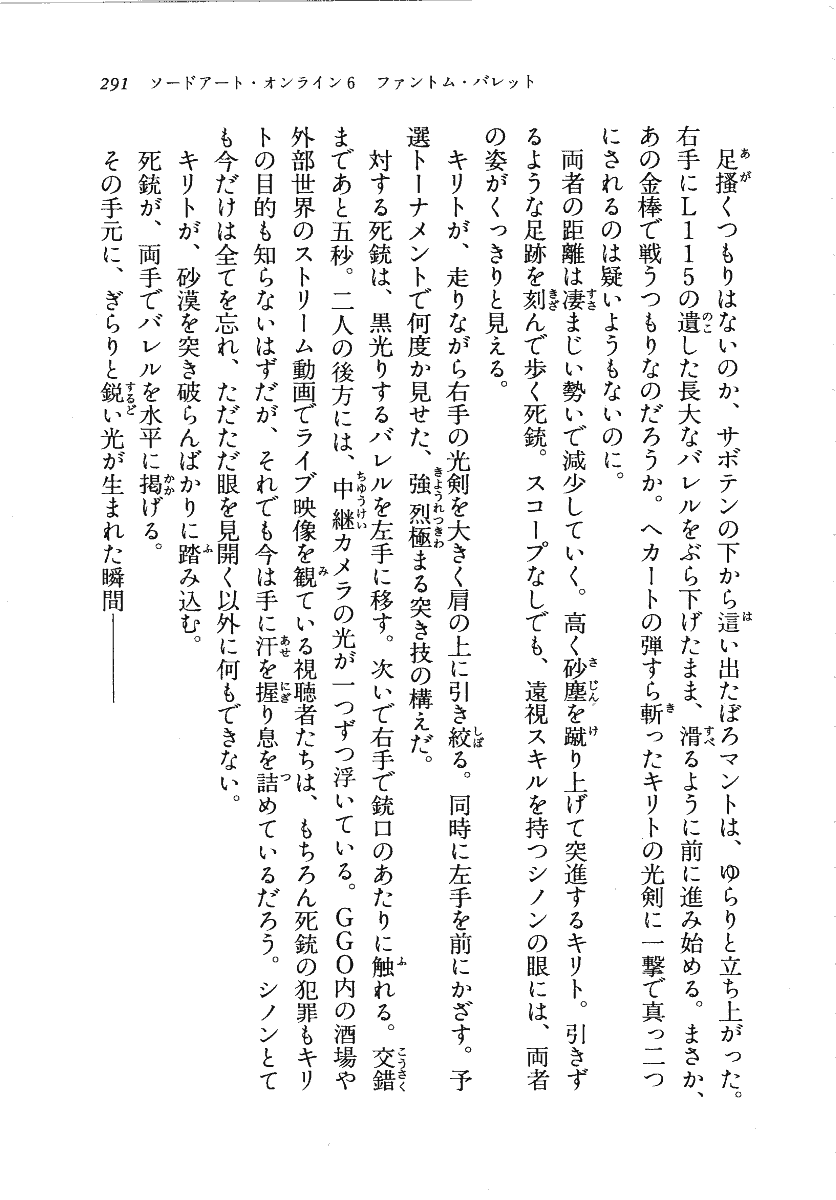 291　ソードアート・オンライン6　ファントム・バレット
　足掻くつもりはないのか、サボテンの下から這い出たぼろマントは、ゆらりと立ち上がった。
右手にL115の遺した長大なバレルをぶら下げたまま、滑るように前に進み始める。まさか、
あの金棒で戦うつもりなのだろうか。ヘカートの弾すら斬ったキリトの光剣に一撃で真っ二つ
にされるのは疑いようもないのに。
　両者の距離は凄まじい勢いで減少していく。高く砂塵を蹴り上げて突進するキリト。引きず
るような足跡を刻んで歩く死銃。スコープなしでも、遠視スキルを持つシノンの眼には、両者
の姿がくっきりと見える。
　キリトが、走りながら右手の光剣を大きく肩の上に引き絞る。同時に左手を前にかざす。予
選トーナメントで何度か見せた、強烈極まる突き技の構えだ。
　対する死銃は、黒光りするバレルを左手に移す。次いで右手で銃口のあたりに触れる。交錯
まであと五秒。二人の後方には、中継カメラの光が一つずつ浮いている。GGO内の酒場や
外部世界のストリーム動画でライブ映像を観ている視聴者たちは、もちろん死銃の犯罪もキリ
トの目的も知らないはずだが、それでも今は手に汗を握り息を詰めているだろう。シノンとて
も今だけは全てを忘れ、ただただ眼を見開く以外に何もできない。
　キリトが、砂漠を突き破らんばかりに踏み込む。
　死銃が、両手でバレルを水平に掲げる。
　その手元に、ぎらりと鋭い光が生まれた瞬間――――